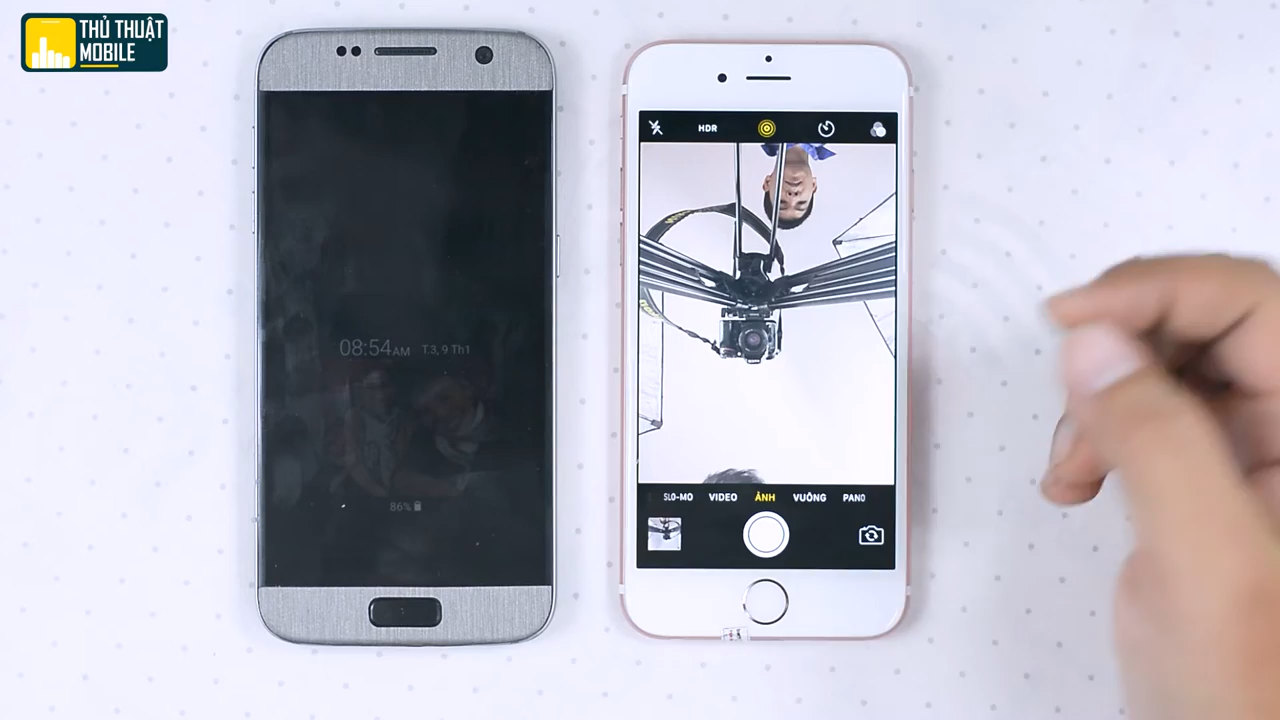 THỦ THUẬT
MOBILE
HDR
08:54AM T.3, 9 Th1
86%
SLO-MO VIDEO ẢNH VUÔNG PANO